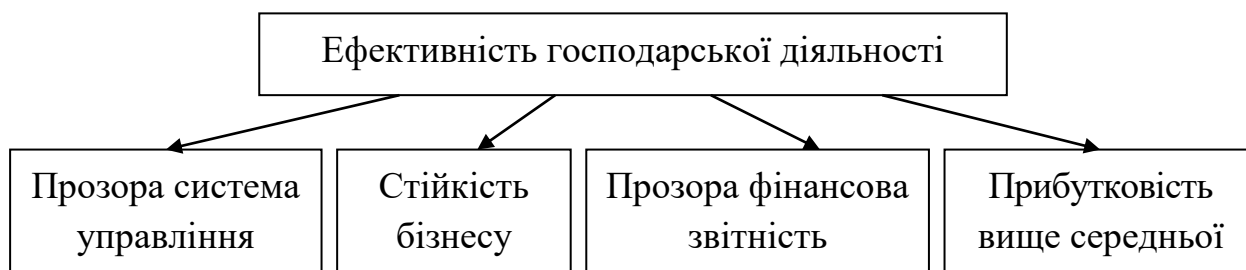 Ефективність господарської діяльності
Прозора система
управління
Стійкість
бізнесу
Прозора фінансова
звітність
Прибутковість
вище середньої